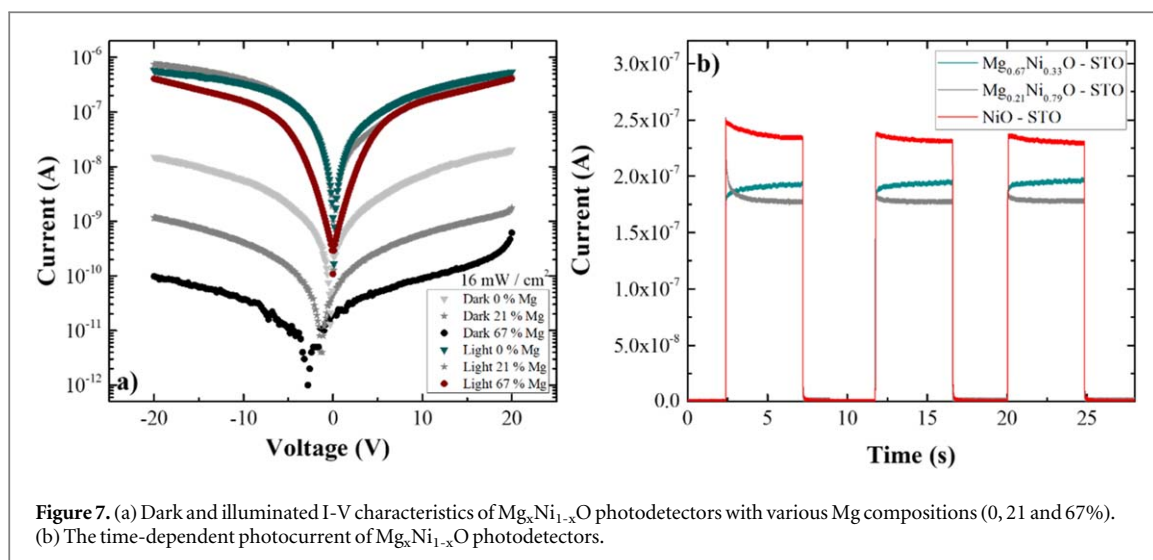 10⁻⁶
10⁻⁷
10⁻⁸
10⁻⁹
10⁻¹⁰
10⁻¹¹
10⁻¹²
Current (A)
16 mW / cm²
Dark 0 % Mg
Dark 21 % Mg
Dark 67 % Mg
Light 0 % Mg
Light 21 % Mg
Light 67 % Mg
a)
-20 -10 0 10 20
Voltage (V)
b)
Mg₀.₆₇Ni₀.₃₃O - STO
Mg₀.₂₁Ni₀.₇₉O - STO
NiO - STO
3.0x10⁻⁷
2.5x10⁻⁷
2.0x10⁻⁷
1.5x10⁻⁷
1.0x10⁻⁷
5.0x10⁻⁸
0.0
Current (A)
0 5 10 15 20 25
Time (s)
Figure 7. (a) Dark and illuminated I-V characteristics of MgₓNi₁₋ₓO photodetectors with various Mg compositions (0, 21 and 67%).
(b) The time-dependent photocurrent of MgₓNi₁₋ₓO photodetectors.